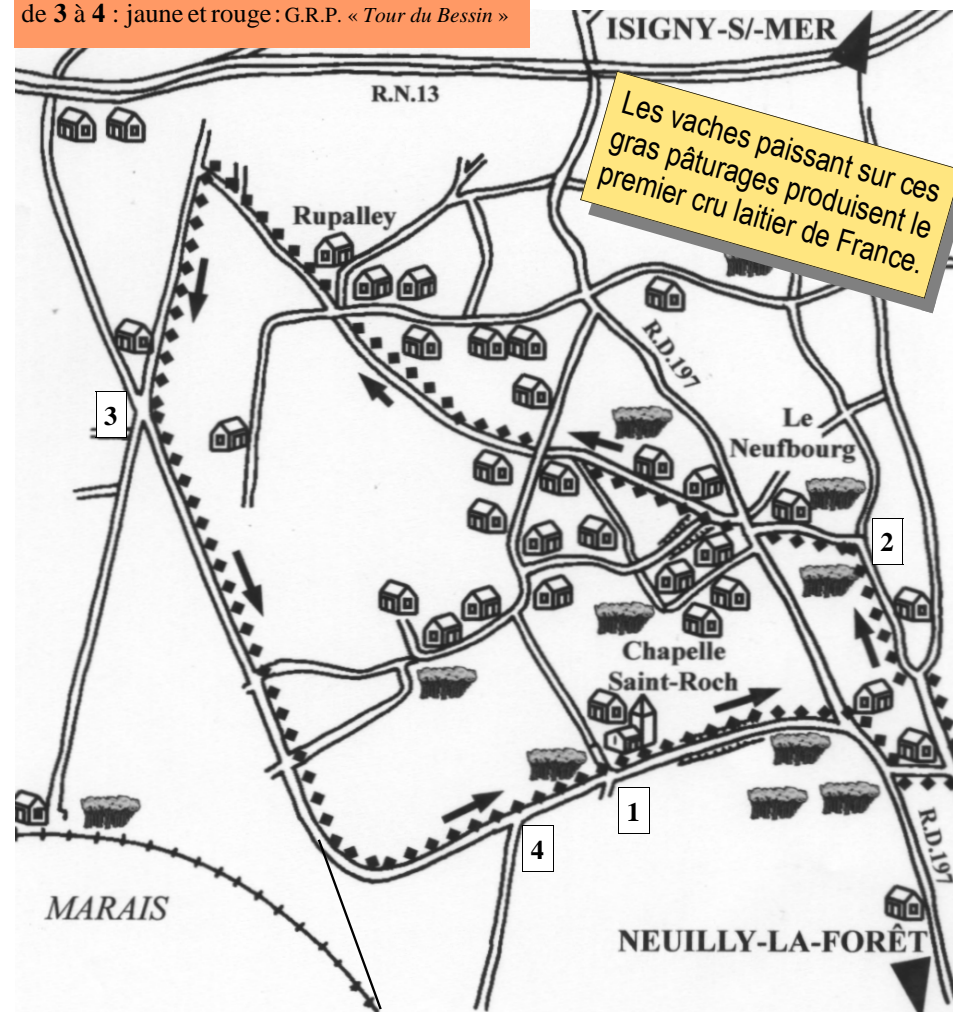 de 3 à 4 : jaune et rouge : G.R.P. « Tour du Bessin »
ISIGNY-S/-MER
R.N.13
Les vaches paissant sur ces
gras pâturages produisent le
premier cru laitier de France.
Rupalley
R.D.197
3
Le
Neufbourg
2
Chapelle
Saint-Roch
1
4
R.D.197
MARAIS
NEUILLY-LA-FORÊT